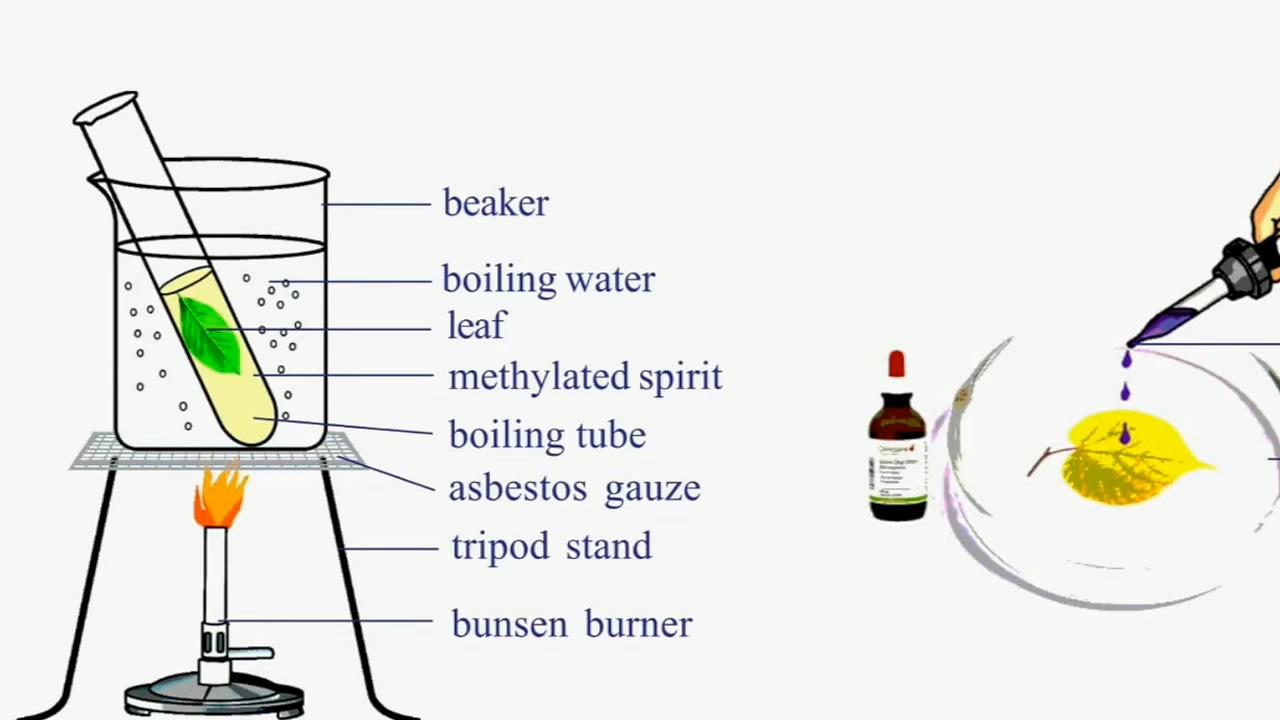 beaker
boiling water
leaf
methylated spirit
boiling tube
asbestos gauze
tripod stand
bunsen burner